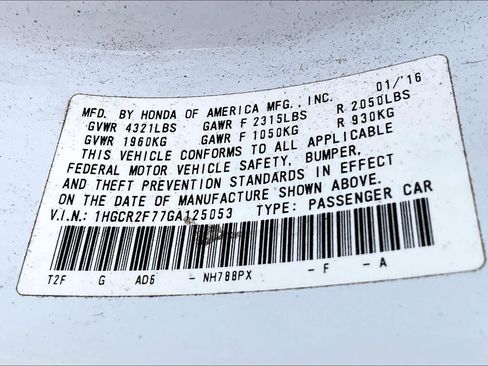 MFD. BY HONDA OF AMERICA MFG., INC. 01/'16
GVWR 4321LBS GAWR F 2315LBS R 2050LBS
GVWR 1960KG GAWR F 1050KG R 930KG
THIS VEHICLE CONFORMS TO ALL APPLICABLE
FEDERAL MOTOR VEHICLE SAFETY, BUMPER,
AND THEFT PREVENTION STANDARDS IN EFFECT
ON THE DATE OF MANUFACTURE SHOWN ABOVE.
V.I.N.: 1HGCR2F77GA125053 TYPE: PASSENGER CAR
T2F G AD6 - NH788PX - F - A